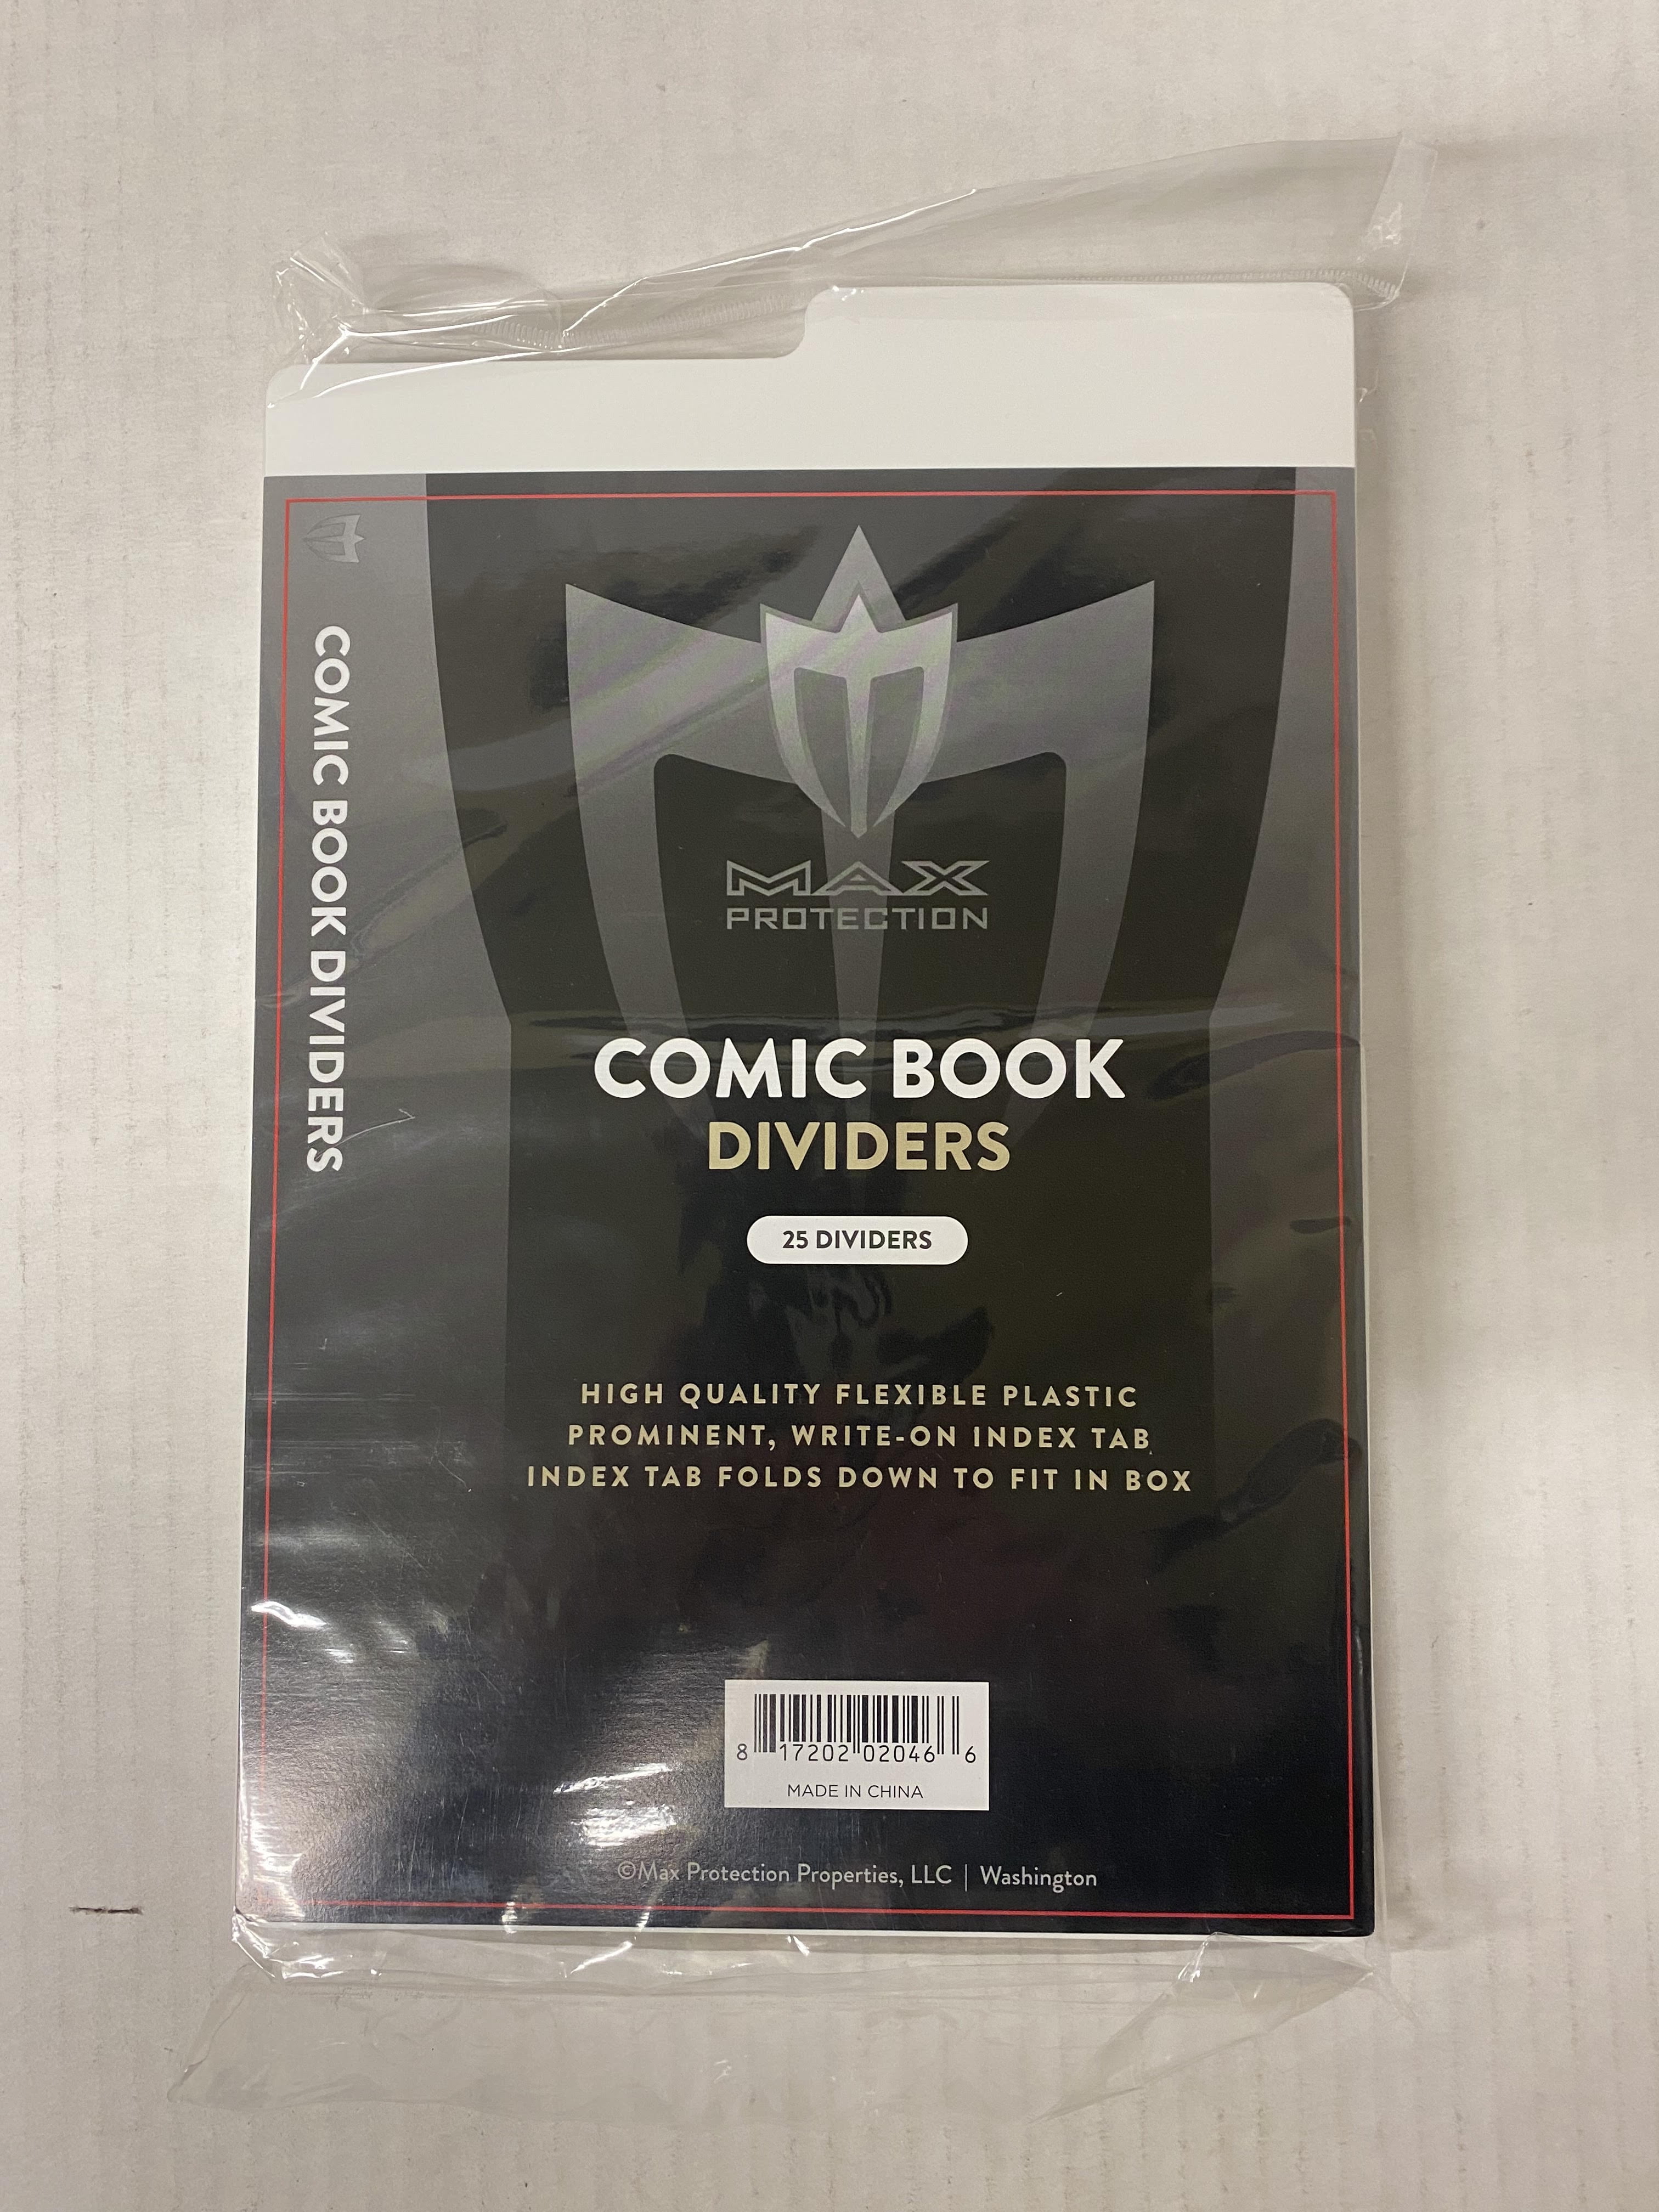 COMIC BOOK DIVIDERS
MAX
PROTECTION
COMIC BOOK
DIVIDERS
25 DIVIDERS
HIGH QUALITY FLEXIBLE PLASTIC
PROMINENT, WRITE-ON INDEX TAB
INDEX TAB FOLDS DOWN TO FIT IN BOX
8 17202 02046 6
MADE IN CHINA
©Max Protection Properties, LLC | Washington